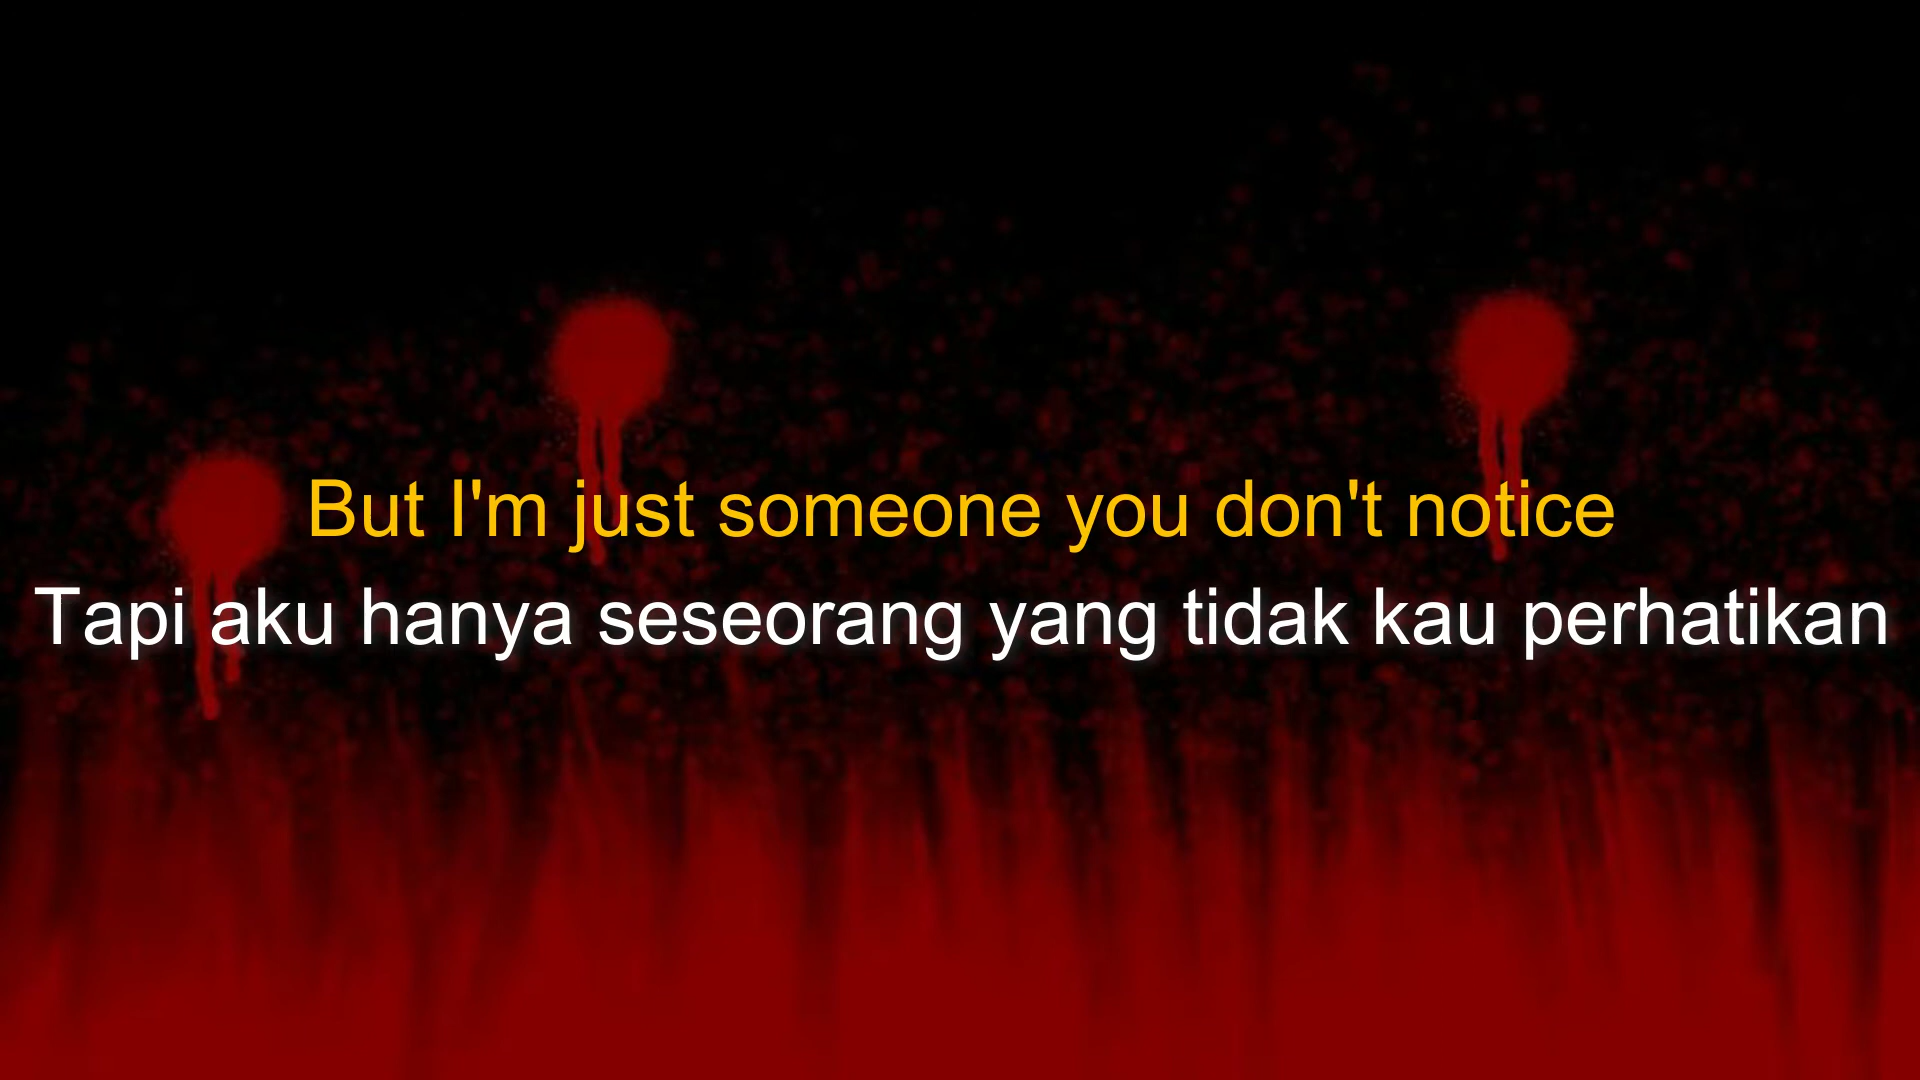 But I'm just someone you don't notice
Tapi aku hanya seseorang yang tidak kau perhatikan